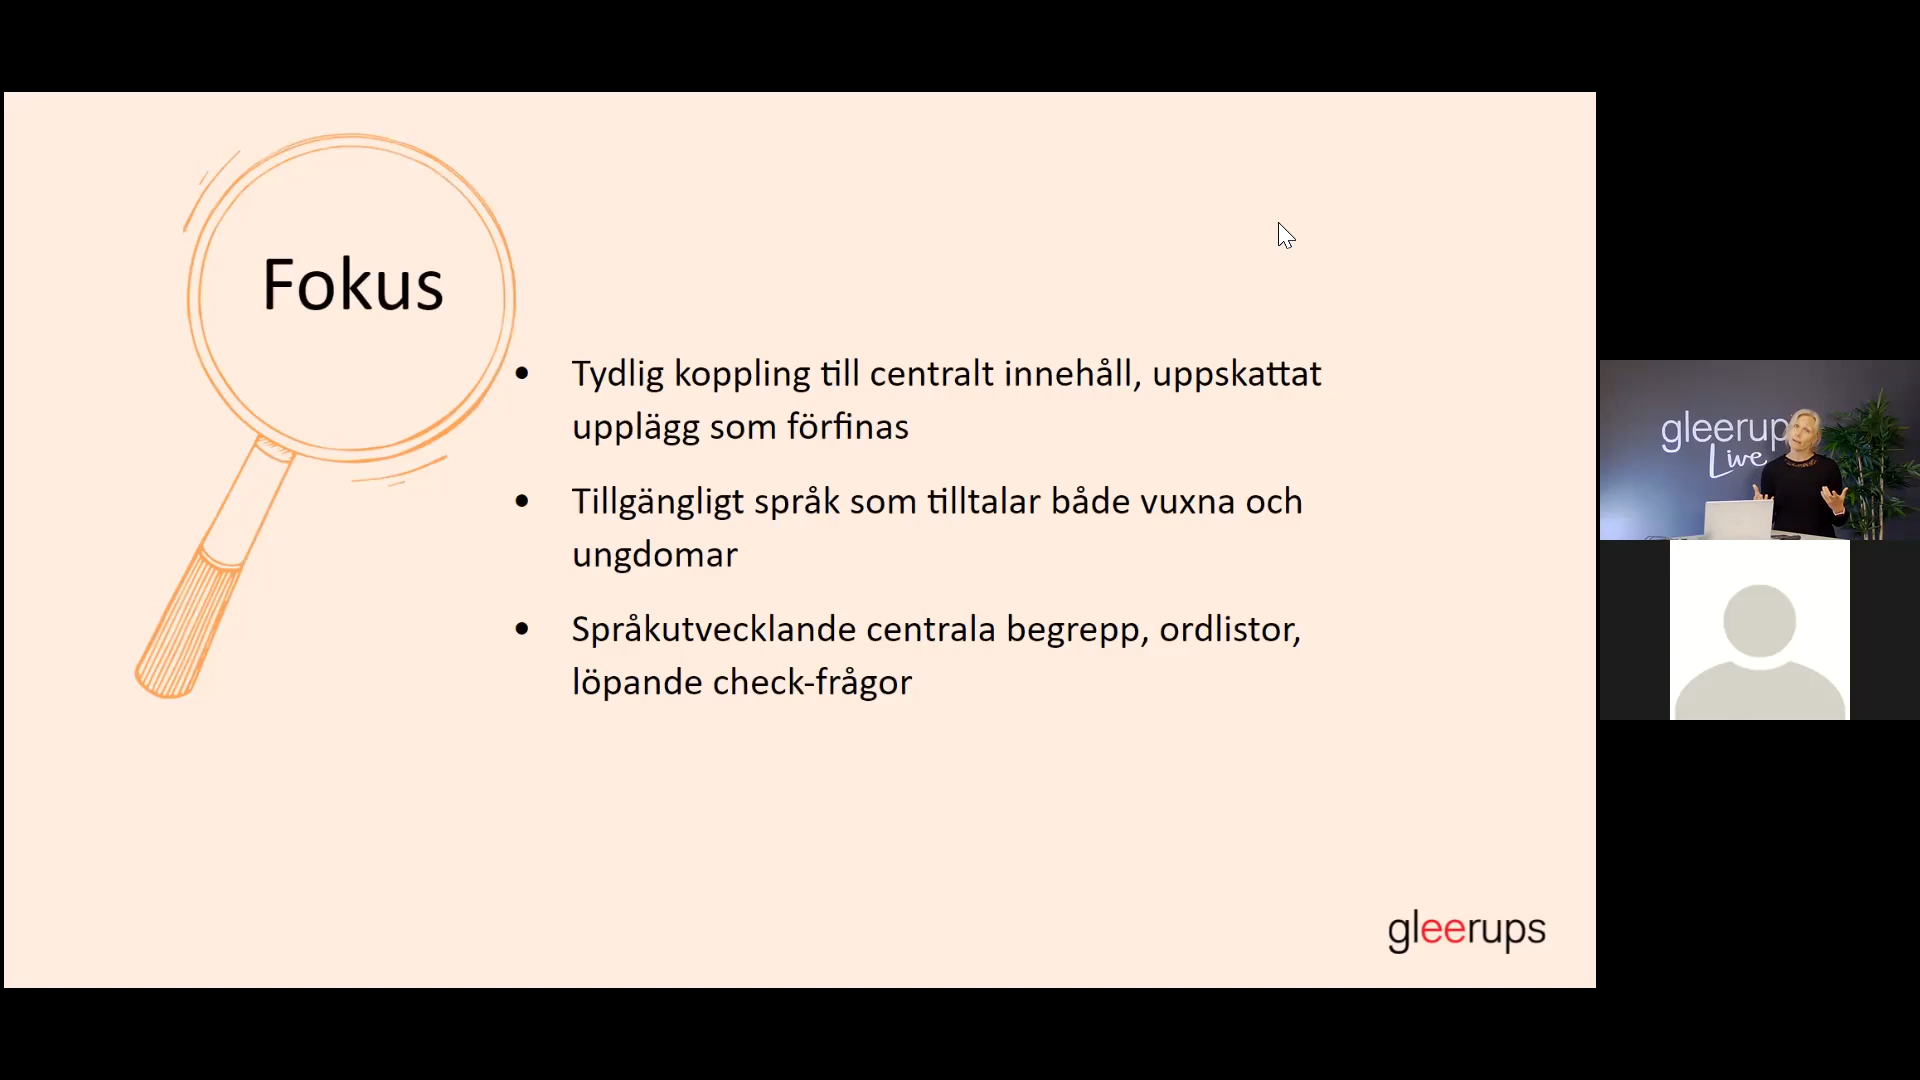 Fokus
• Tydlig koppling till centralt innehåll, uppskattat
upplägg som förfinas
• Tillgängligt språk som tilltalar både vuxna och
ungdomar
• Språkutvecklande centrala begrepp, ordlistor,
löpande check-frågor
gleerups
gleerup
Live